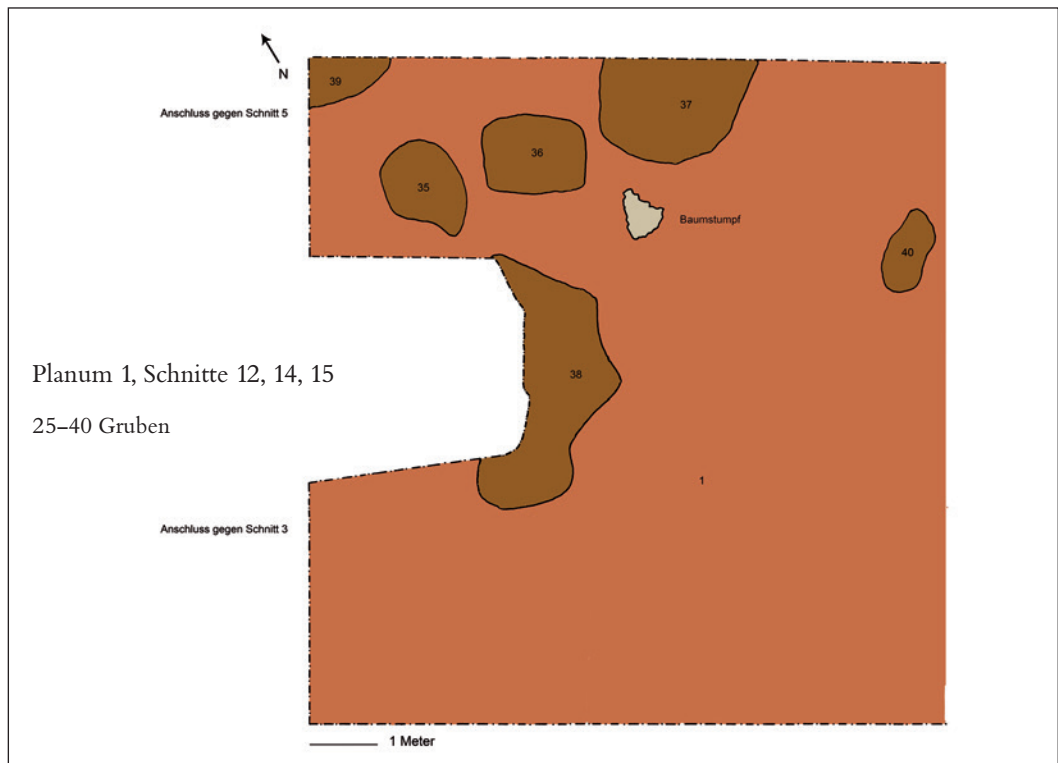 N
39
37
Anschluss gegen Schnitt 5
36
35
Baumstumpf
40
Planum 1, Schnitte 12, 14, 15
38
25–40 Gruben
1
Anschluss gegen Schnitt 3
1 Meter